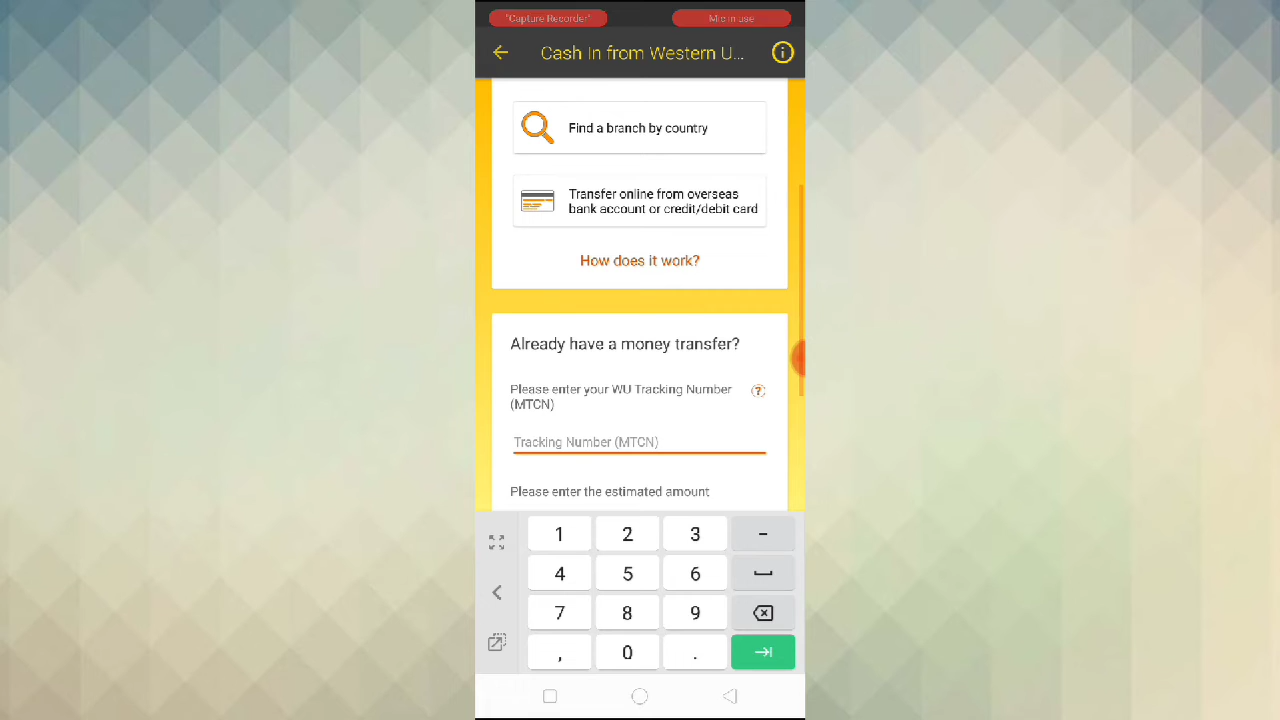 "Capture Recorder"
Mic in use
Cash In from Western U...
Find a branch by country
Transfer online from overseas
bank account or credit/debit card
How does it work?
Already have a money transfer?
Please enter your WU Tracking Number
(MTCN)
?
Tracking Number (MTCN)
Please enter the estimated amount
1 2 3 -
4 5 6
7 8 9
, 0 .